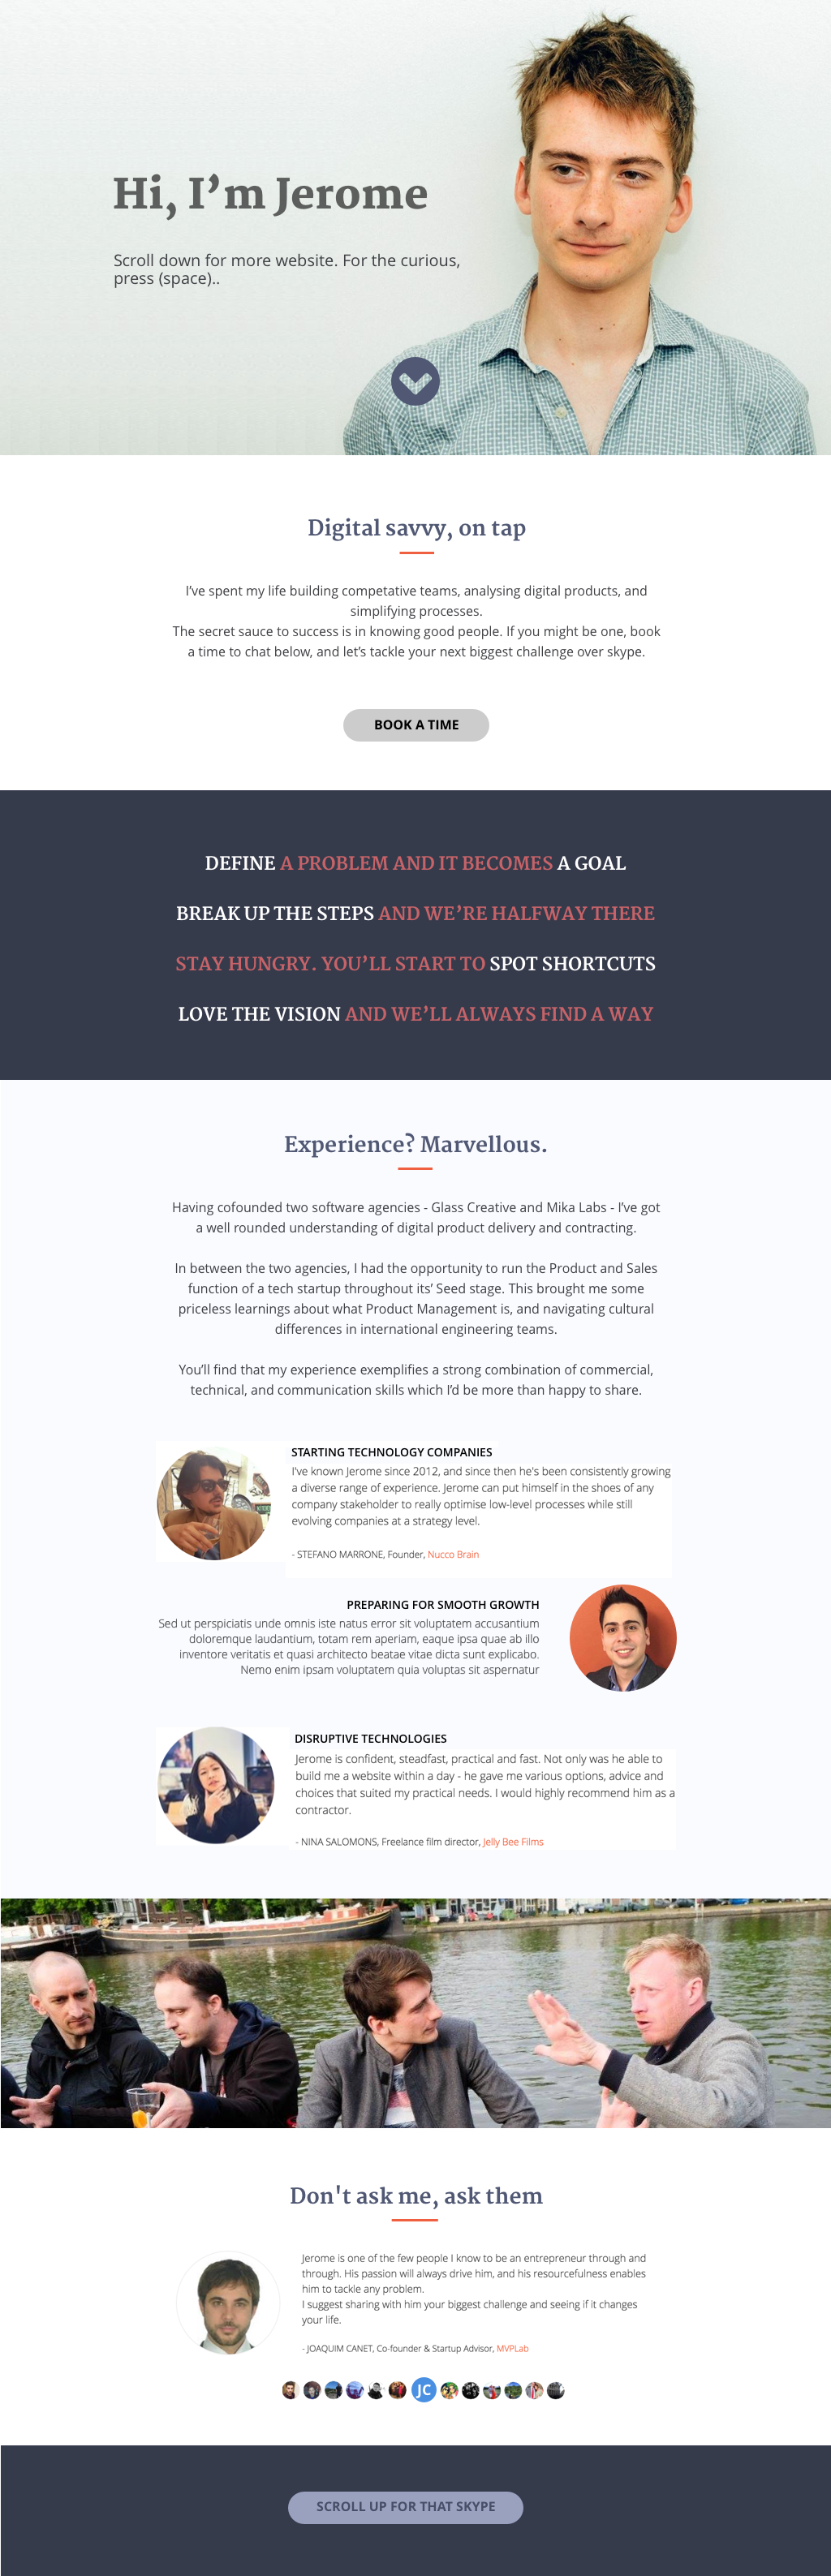 Hi, I’m Jerome
Scroll down for more website. For the curious,
press (space)..
Digital savvy, on tap
I’ve spent my life building competative teams, analysing digital products, and
simplifying processes.
The secret sauce to success is in knowing good people. If you might be one, book
a time to chat below, and let’s tackle your next biggest challenge over skype.
BOOK A TIME
DEFINE A PROBLEM AND IT BECOMES A GOAL
BREAK UP THE STEPS AND WE’RE HALFWAY THERE
STAY HUNGRY. YOU’LL START TO SPOT SHORTCUTS
LOVE THE VISION AND WE’LL ALWAYS FIND A WAY
Experience? Marvellous.
Having cofounded two software agencies - Glass Creative and Mika Labs - I’ve got
a well rounded understanding of digital product delivery and contracting.
In between the two agencies, I had the opportunity to run the Product and Sales
function of a tech startup throughout its’ Seed stage. This brought me some
priceless learnings about what Product Management is, and navigating cultural
differences in international engineering teams.
You’ll find that my experience exemplifies a strong combination of commercial,
technical, and communication skills which I’d be more than happy to share.
STARTING TECHNOLOGY COMPANIES
I've known Jerome since 2012, and since then he's been consistently growing
a diverse range of experience. Jerome can put himself in the shoes of any
company stakeholder to really optimise low-level processes while still
evolving companies at a strategy level.
- STEFANO MARRONE, Founder, Nucco Brain
PREPARING FOR SMOOTH GROWTH
Sed ut perspiciatis unde omnis iste natus error sit voluptatem accusantium
doloremque laudantium, totam rem aperiam, eaque ipsa quae ab illo
inventore veritatis et quasi architecto beatae vitae dicta sunt explicabo.
Nemo enim ipsam voluptatem quia voluptas sit aspernatur
DISRUPTIVE TECHNOLOGIES
Jerome is confident, steadfast, practical and fast. Not only was he able to
build me a website within a day - he gave me various options, advice and
choices that suited my practical needs. I would highly recommend him as a
contractor.
- NINA SALOMONS, Freelance film director, Jelly Bee Films
Don't ask me, ask them
Jerome is one of the few people I know to be an entrepreneur through and
through. His passion will always drive him, and his resourcefulness enables
him to tackle any problem.
I suggest sharing with him your biggest challenge and seeing if it changes
your life.
- JOAQUIM CANET, Co-founder & Startup Advisor, MVPLab
JC
SCROLL UP FOR THAT SKYPE